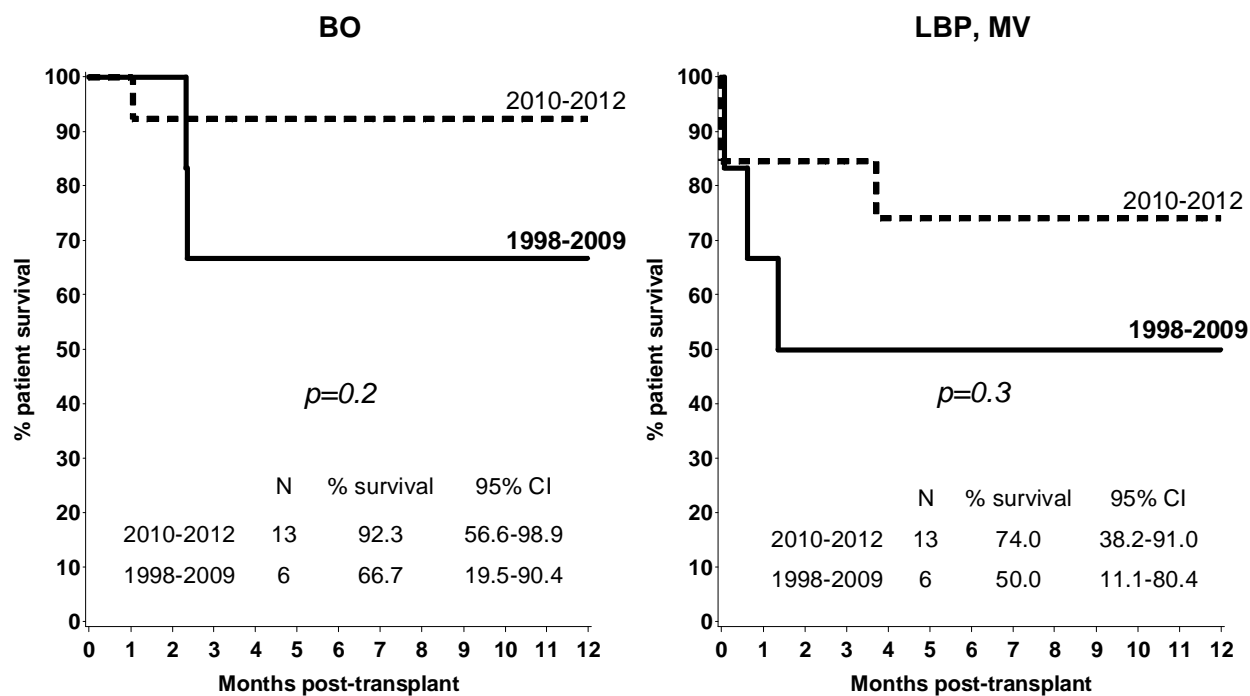 BO
% patient survival
100
90
80
70
60
50
40
30
20
10
0
2010-2012
1998-2009
p=0.2
N % survival 95% CI
2010-2012 13 92.3 56.6-98.9
1998-2009 6 66.7 19.5-90.4
0 1 2 3 4 5 6 7 8 9 10 11 12
Months post-transplant
LBP, MV
% patient survival
100
90
80
70
60
50
40
30
20
10
0
2010-2012
1998-2009
p=0.3
N % survival 95% CI
2010-2012 13 74.0 38.2-91.0
1998-2009 6 50.0 11.1-80.4
0 1 2 3 4 5 6 7 8 9 10 11 12
Months post-transplant